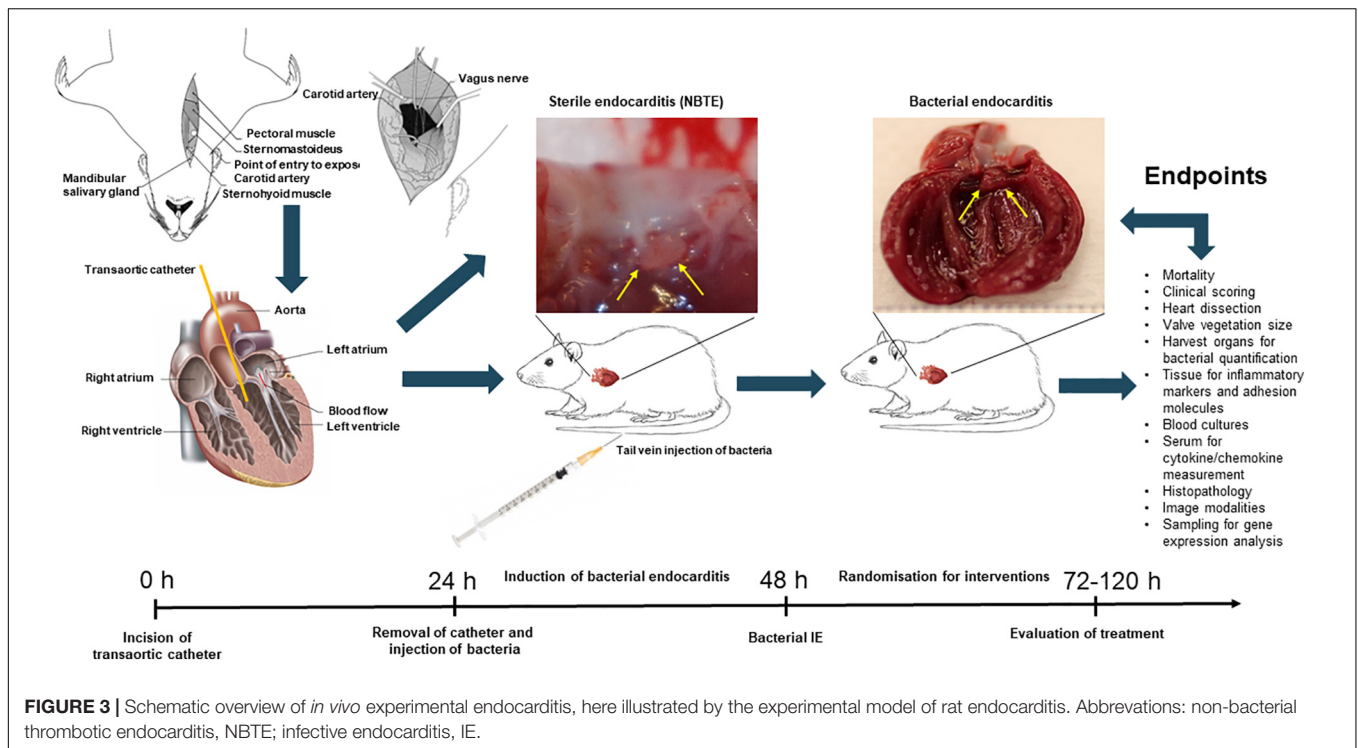 Pectoral muscle
Sternomastoideus
Point of entry to expose
Carotid artery
Sternohyoid muscle
Mandibular
salivary gland
Carotid artery
Vagus nerve
Transaortic catheter
Aorta
Left atrium
Right atrium
Blood flow
Left ventricle
Right ventricle
Sterile endocarditis (NBTE)
Bacterial endocarditis
Tail vein injection of bacteria
Endpoints
• Mortality
• Clinical scoring
• Heart dissection
• Valve vegetation size
• Harvest organs for
bacterial quantification
• Tissue for inflammatory
markers and adhesion
molecules
• Blood cultures
• Serum for
cytokine/chemokine
measurement
• Histopathology
• Image modalities
• Sampling for gene
expression analysis
0 h
24 h
Induction of bacterial endocarditis
48 h
Randomisation for interventions
72-120 h
Incision of
transaortic catheter
Removal of catheter and
injection of bacteria
Bacterial IE
Evaluation of treatment
FIGURE 3 | Schematic overview of in vivo experimental endocarditis, here illustrated by the experimental model of rat endocarditis. Abbrevations: non-bacterial
thrombotic endocarditis, NBTE; infective endocarditis, IE.